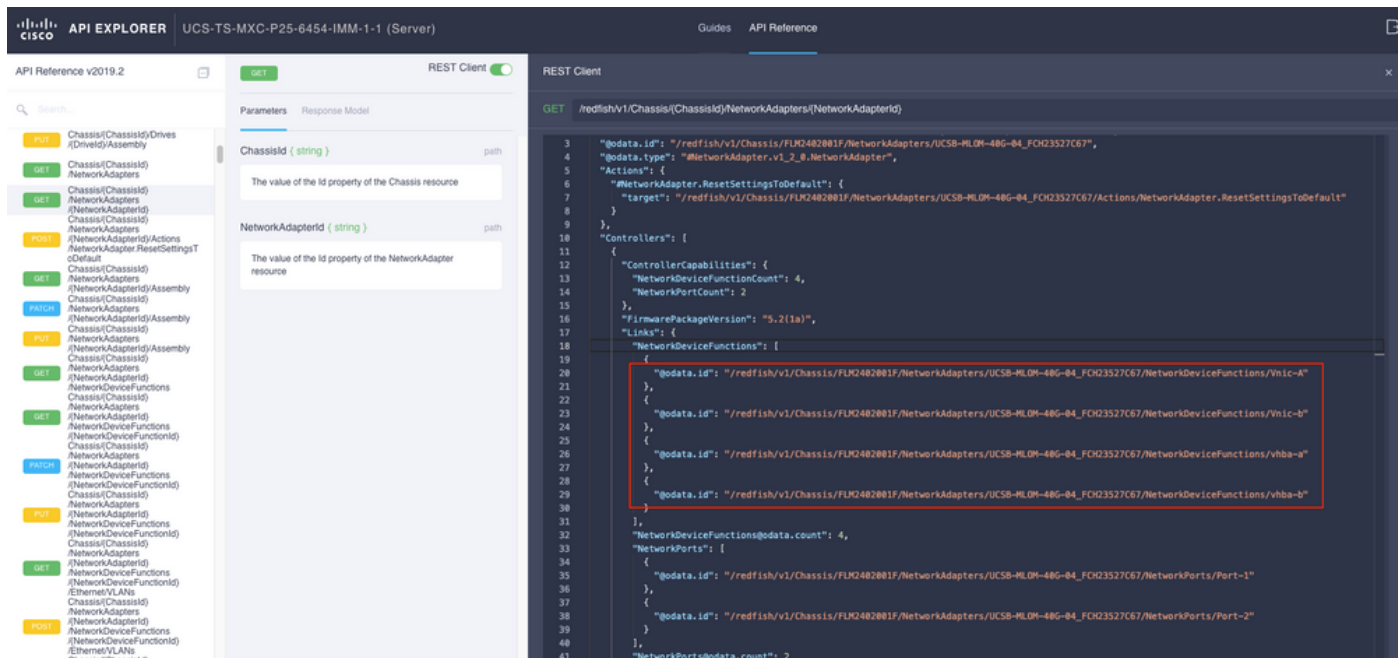 CISCO
API EXPLORER
UCS-TS-MXC-P25-6454-IMM-1-1 (Server)
Guides
API Reference
API Reference v2019.2
Search...
PUT
Chassis/{ChassisId}/Drives
/{DriveId}/Assembly
GET
Chassis/{ChassisId}
/NetworkAdapters
GET
Chassis/{ChassisId}
/NetworkAdapters
/{NetworkAdapterId}
POST
Chassis/{ChassisId}
/NetworkAdapters
/{NetworkAdapterId}/Actions
/NetworkAdapter.ResetSettingsT
oDefault
GET
Chassis/{ChassisId}
/NetworkAdapters
/{NetworkAdapterId}/Assembly
PATCH
Chassis/{ChassisId}
/NetworkAdapters
/{NetworkAdapterId}/Assembly
PUT
Chassis/{ChassisId}
/NetworkAdapters
/{NetworkAdapterId}/Assembly
GET
Chassis/{ChassisId}
/NetworkAdapters
/{NetworkAdapterId}
/NetworkDeviceFunctions
GET
Chassis/{ChassisId}
/NetworkAdapters
/{NetworkAdapterId}
/NetworkDeviceFunctions
/{NetworkDeviceFunctionId}
PATCH
Chassis/{ChassisId}
/NetworkAdapters
/{NetworkAdapterId}
/NetworkDeviceFunctions
/{NetworkDeviceFunctionId}
PUT
Chassis/{ChassisId}
/NetworkAdapters
/{NetworkAdapterId}
/NetworkDeviceFunctions
/{NetworkDeviceFunctionId}
GET
Chassis/{ChassisId}
/NetworkAdapters
/{NetworkAdapterId}
/NetworkDeviceFunctions
/{NetworkDeviceFunctionId}
/Ethernet/VLANs
POST
Chassis/{ChassisId}
/NetworkAdapters
/{NetworkAdapterId}
/NetworkDeviceFunctions
/{NetworkDeviceFunctionId}
/Ethernet/VLANs
GET
REST Client
Parameters
Response Model
ChassisId { string }
path
The value of the Id property of the Chassis resource
NetworkAdapterId { string }
path
The value of the Id property of the NetworkAdapter
resource
REST Client
×
GET /redfish/v1/Chassis/{ChassisId}/NetworkAdapters/{NetworkAdapterId}
3 "@odata.id": "/redfish/v1/Chassis/FLM2402001F/NetworkAdapters/UCSB-MLOM-40G-04_FCH23527C67",
4 "@odata.type": "#NetworkAdapter.v1_2_0.NetworkAdapter",
5 "Actions": {
6 "#NetworkAdapter.ResetSettingsToDefault": {
7 "target": "/redfish/v1/Chassis/FLM2402001F/NetworkAdapters/UCSB-MLOM-40G-04_FCH23527C67/Actions/NetworkAdapter.ResetSettingsToDefault"
8 }
9 },
10 "Controllers": [
11 {
12 "ControllerCapabilities": {
13 "NetworkDeviceFunctionCount": 4,
14 "NetworkPortCount": 2
15 },
16 "FirmwarePackageVersion": "5.2(1a)",
17 "Links": {
18 "NetworkDeviceFunctions": [
19 {
20 "@odata.id": "/redfish/v1/Chassis/FLM2402001F/NetworkAdapters/UCSB-MLOM-40G-04_FCH23527C67/NetworkDeviceFunctions/Vnic-A"
21 },
22 {
23 "@odata.id": "/redfish/v1/Chassis/FLM2402001F/NetworkAdapters/UCSB-MLOM-40G-04_FCH23527C67/NetworkDeviceFunctions/Vnic-b"
24 },
25 {
26 "@odata.id": "/redfish/v1/Chassis/FLM2402001F/NetworkAdapters/UCSB-MLOM-40G-04_FCH23527C67/NetworkDeviceFunctions/vhba-a"
27 },
28 {
29 "@odata.id": "/redfish/v1/Chassis/FLM2402001F/NetworkAdapters/UCSB-MLOM-40G-04_FCH23527C67/NetworkDeviceFunctions/vhba-b"
30 }
31 ],
32 "NetworkDeviceFunctions@odata.count": 4,
33 "NetworkPorts": [
34 {
35 "@odata.id": "/redfish/v1/Chassis/FLM2402001F/NetworkAdapters/UCSB-MLOM-40G-04_FCH23527C67/NetworkPorts/Port-1"
36 },
37 {
38 "@odata.id": "/redfish/v1/Chassis/FLM2402001F/NetworkAdapters/UCSB-MLOM-40G-04_FCH23527C67/NetworkPorts/Port-2"
39 }
40 ],
41 "NetworkPorts@odata.count": 2